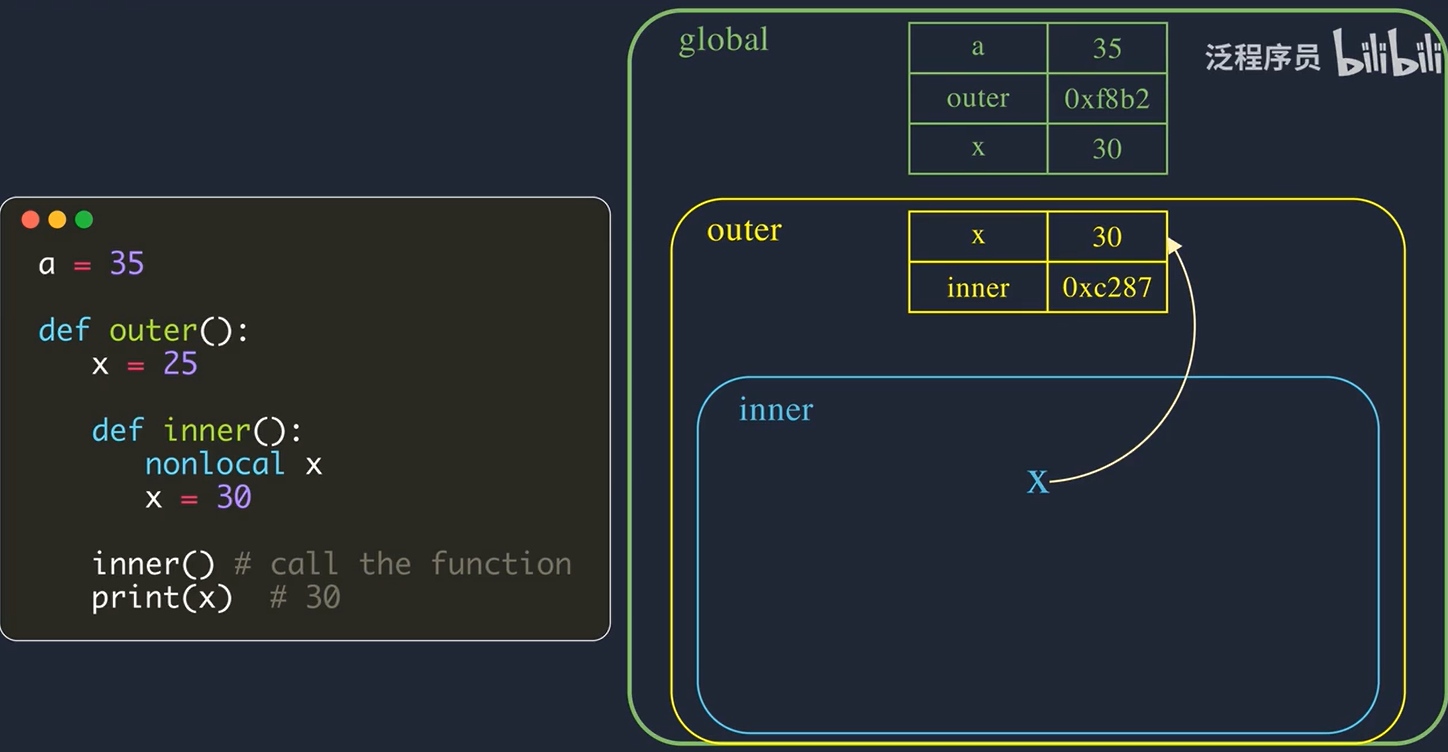 泛程序员 bilibili
global
a 35
outer 0xf8b2
x 30
outer
x 30
inner 0xc287
inner
x
a = 35
def outer():
   x = 25
   def inner():
      nonlocal x
      x = 30
   inner() # call the function
   print(x)  # 30